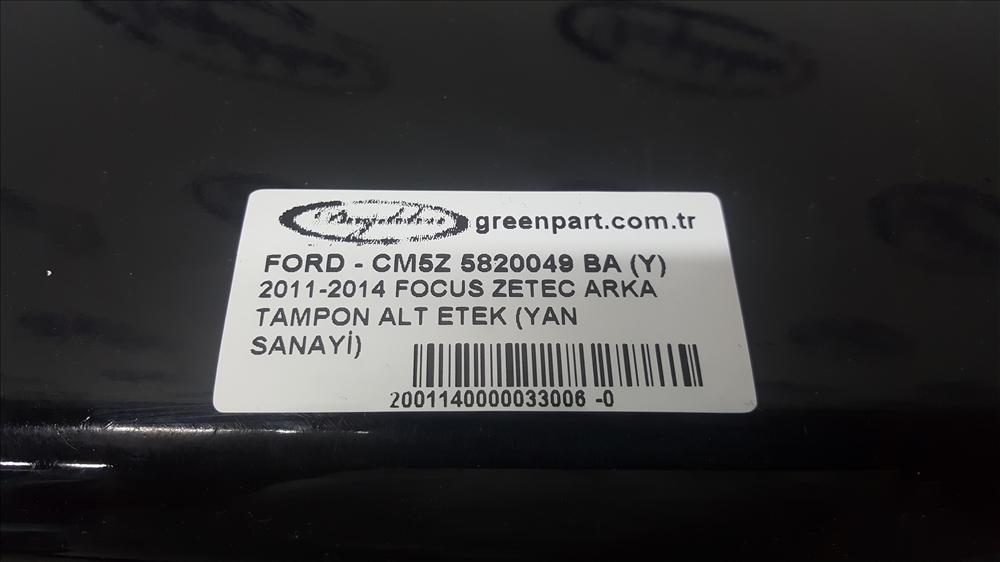 greenpart.com.tr
FORD - CM5Z 5820049 BA (Y)
2011-2014 FOCUS ZETEC ARKA
TAMPON ALT ETEK (YAN
SANAYİ)
2001140000033006 -0